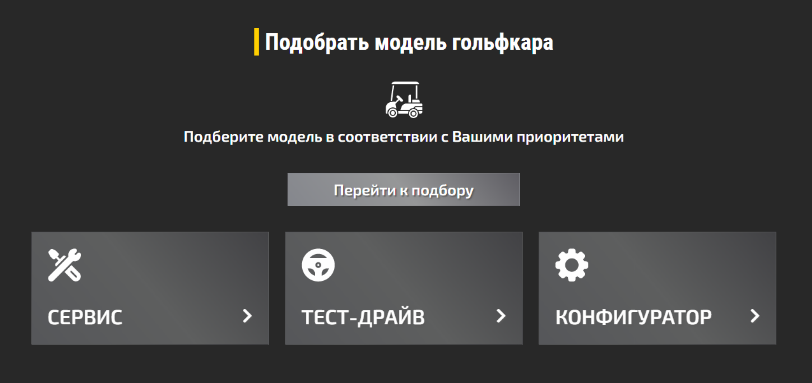 Подобрать модель гольфкара
Подберите модель в соответствии с Вашими приоритетами
Перейти к подбору
СЕРВИС
ТЕСТ-ДРАЙВ
КОНФИГУРАТОР